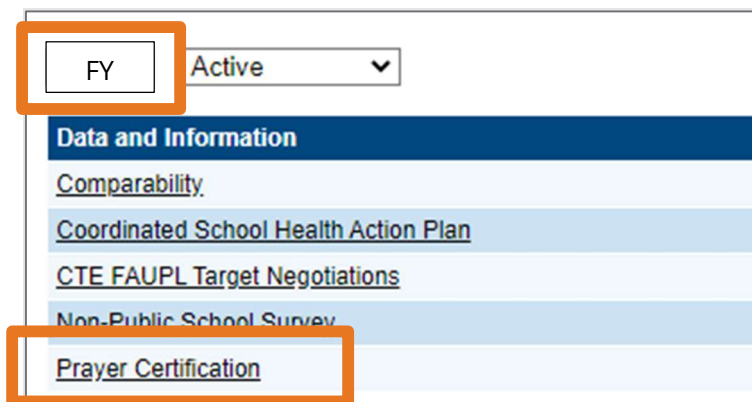 FY Active
Data and Information
Comparability
Coordinated School Health Action Plan
CTE FAUPL Target Negotiations
Non-Public School Survey
Prayer Certification